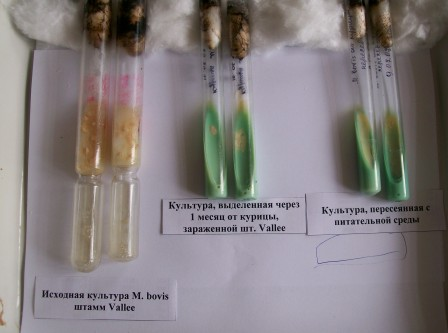 Культура, выделенная через
1 месяц от курицы,
зараженной шт. Vallee
Культура, пересеянная с
питательной среды
Исходная культура M. bovis
штамм Vallee